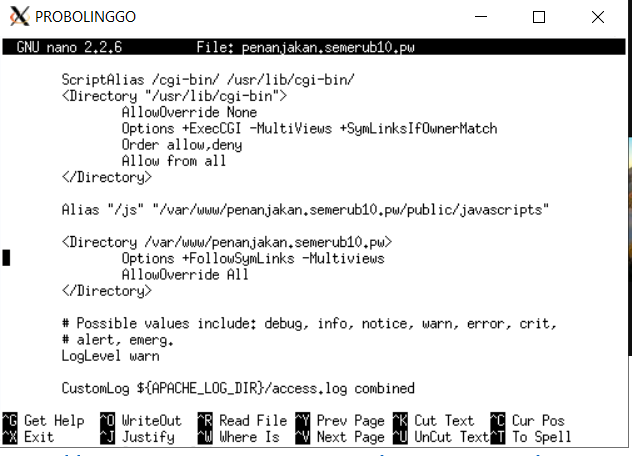 PROBOLINGGO
GNU nano 2.2.6 File: penanjakan.semerub10.pw
ScriptAlias /cgi-bin/ /usr/lib/cgi-bin/
<Directory "/usr/lib/cgi-bin">
AllowOverride None
Options +ExecCGI -MultiViews +SymLinksIfOwnerMatch
Order allow,deny
Allow from all
</Directory>
Alias "/js" "/var/www/penanjakan.semerub10.pw/public/javascripts"
<Directory /var/www/penanjakan.semerub10.pw>
Options +FollowSymLinks -Multiviews
AllowOverride All
</Directory>
# Possible values include: debug, info, notice, warn, error, crit,
# alert, emerg.
LogLevel warn
CustomLog ${APACHE_LOG_DIR}/access.log combined
^G Get Help ^O WriteOut ^R Read File ^Y Prev Page ^K Cut Text ^C Cur Pos
^X Exit ^J Justify ^W Where Is ^V Next Page ^U UnCut Text ^T To Spell